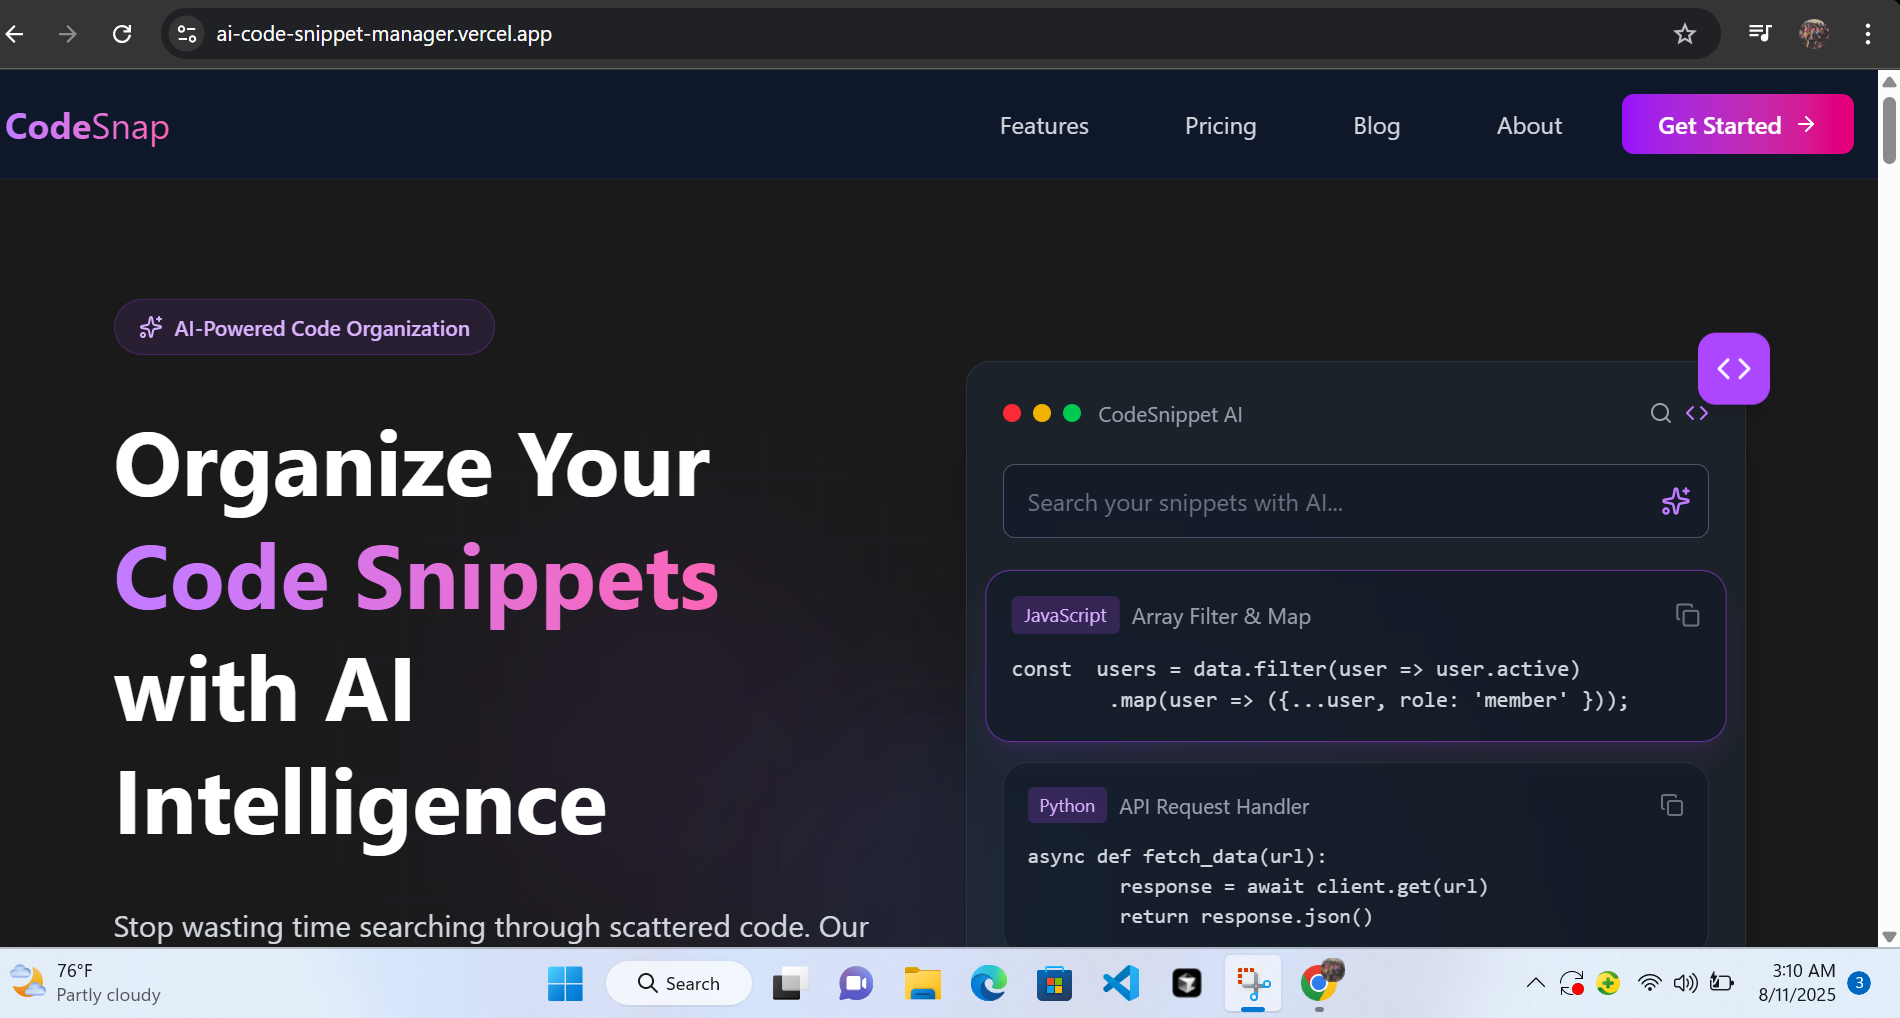 ai-code-snippet-manager.vercel.app
CodeSnap
Features
Pricing
Blog
About
Get Started
AI-Powered Code Organization
Organize Your
Code Snippets
with AI
Intelligence
Stop wasting time searching through scattered code. Our
CodeSnippet AI
Search your snippets with AI...
JavaScript Array Filter & Map
const  users = data.filter(user => user.active)
        .map(user => ({...user, role: 'member' }));
Python API Request Handler
async def fetch_data(url):
        response = await client.get(url)
        return response.json()
76°F
Partly cloudy
Search
3:10 AM
8/11/2025
3